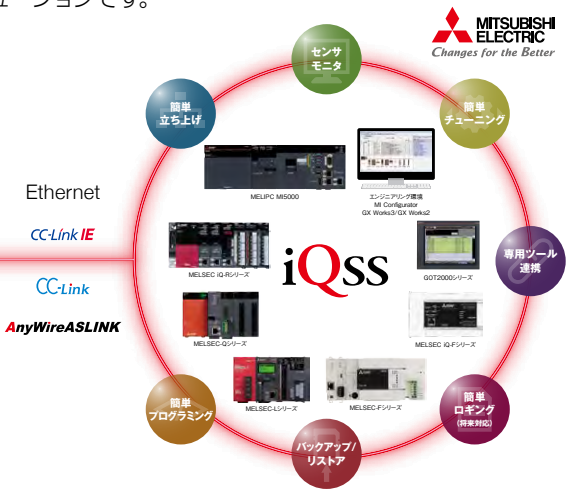 ューションです。
MITSUBISHI
ELECTRIC
Changes for the Better
センサ
モニタ
簡単
立ち上げ
簡単
チューニング
MELIPC MI5000
エンジニアリング環境
MI Configurator
GX Works3/GX Works2
Ethernet
CC-Link IE
CC-Link
AnyWireASLINK
MELSEC iQ-Rシリーズ
iQSS
GOT2000シリーズ
専用ツール
連携
MELSEC-Qシリーズ
MELSEC iQ-Fシリーズ
MELSEC-Lシリーズ
MELSEC-Fシリーズ
簡単
プログラミング
簡単
ロギング
(将来対応)
バックアップ/
リストア